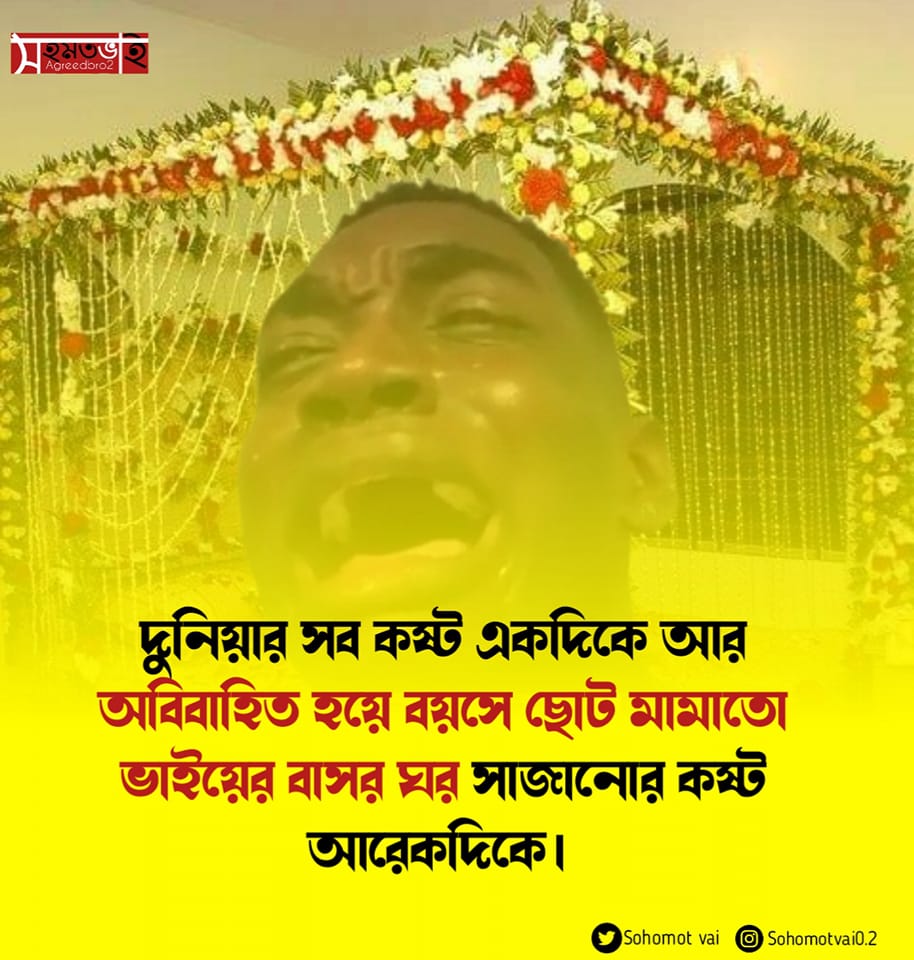 সহমতভাই
Agreedbro2
দুনিয়ার সব কষ্ট একদিকে আর
অবিবাহিত হয়ে বয়সে ছোট মামাতো
ভাইয়ের বাসর ঘর সাজানোর কষ্ট
আরেকদিকে।
Sohomot vai
Sohomotvai0.2